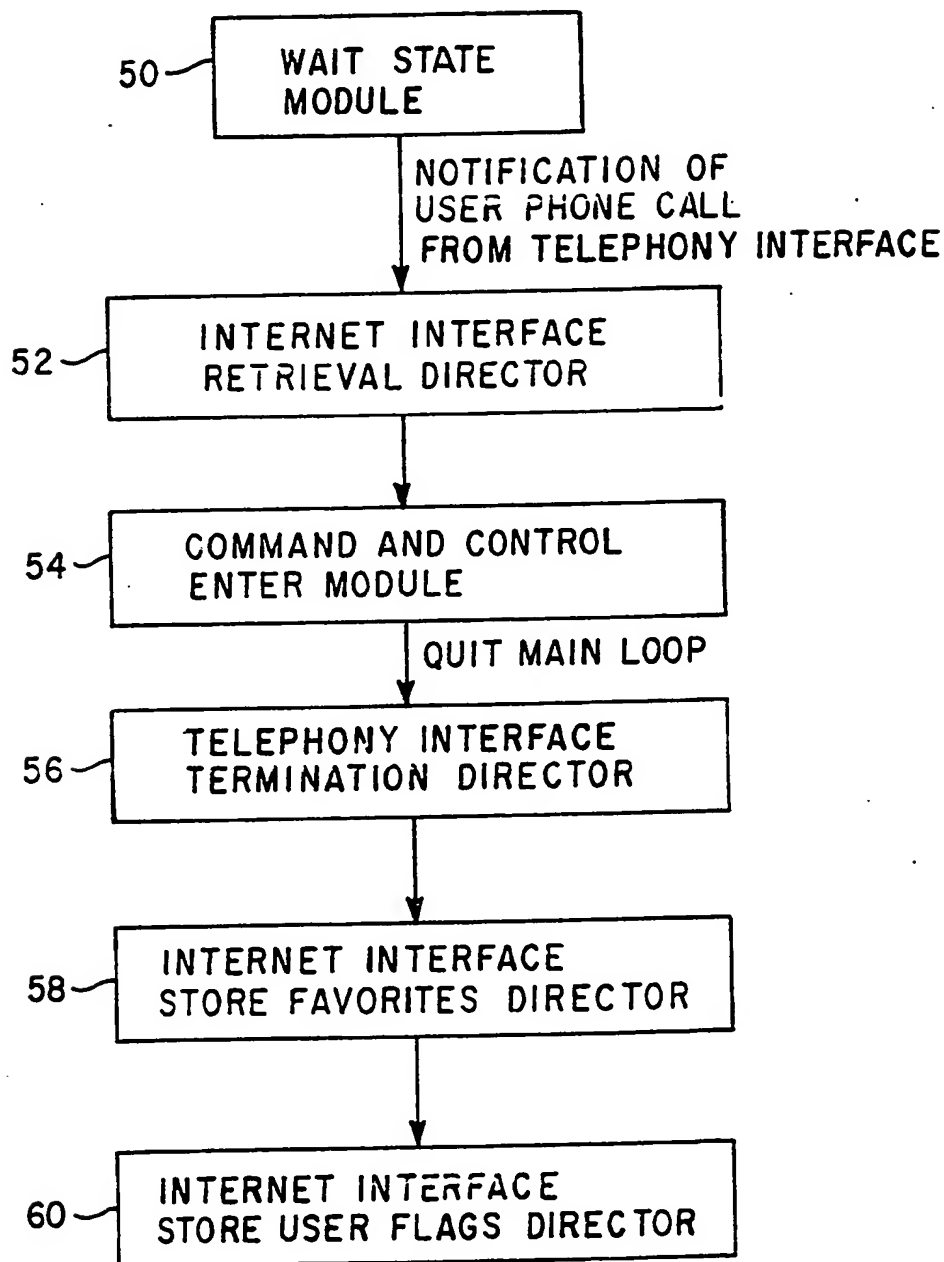 50
WAIT STATE
MODULE
NOTIFICATION OF
USER PHONE CALL
FROM TELEPHONY INTERFACE
52
INTERNET INTERFACE
RETRIEVAL DIRECTOR
54
COMMAND AND CONTROL
ENTER MODULE
QUIT MAIN LOOP
56
TELEPHONY INTERFACE
TERMINATION DIRECTOR
58
INTERNET INTERFACE
STORE FAVORITES DIRECTOR
60
INTERNET INTERFACE
STORE USER FLAGS DIRECTOR